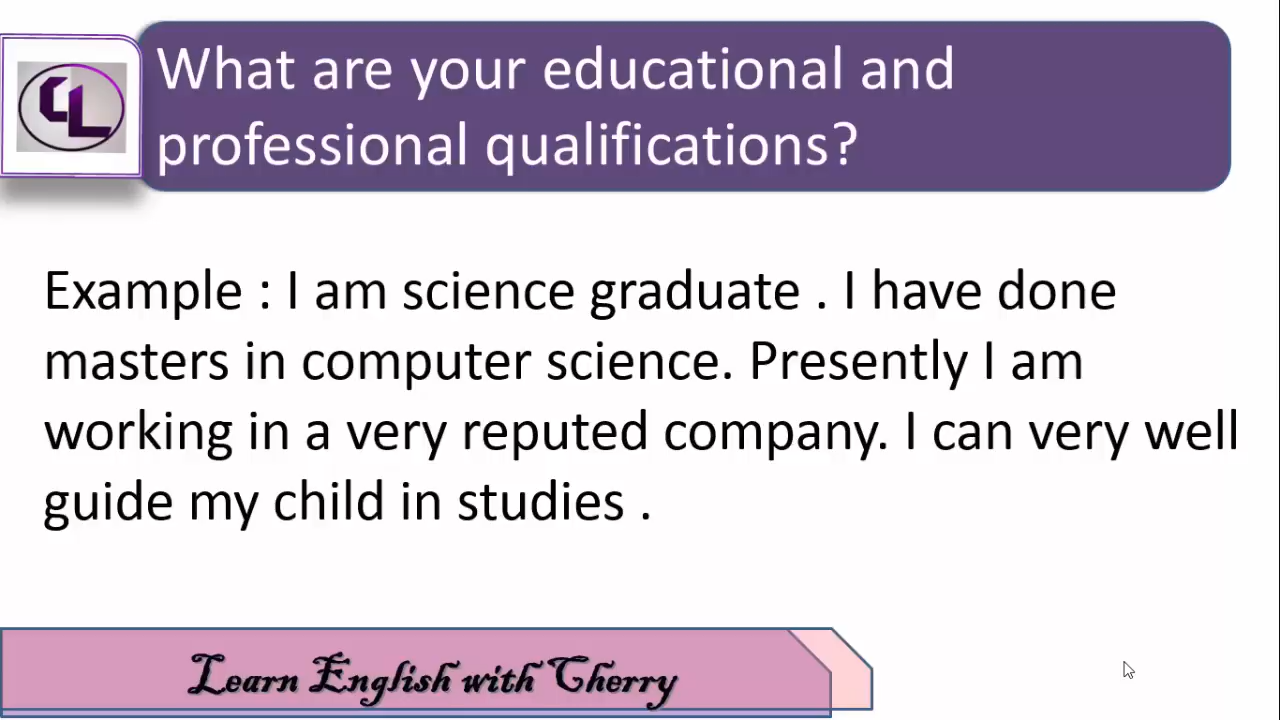 CL
What are your educational and
professional qualifications?
Example : I am science graduate . I have done
masters in computer science. Presently I am
working in a very reputed company. I can very well
guide my child in studies .
Learn English with Cherry